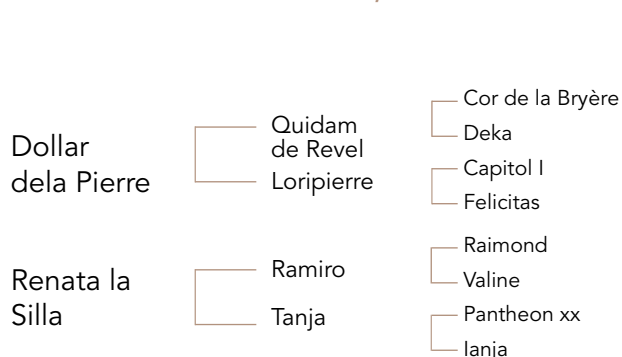 Cor de la Bryère
Quidam
de Revel
Deka
Dollar
dela Pierre
Capitol I
Loripierre
Felicitas
Raimond
Ramiro
Valine
Renata la
Silla
Pantheon xx
Tanja
Ianja